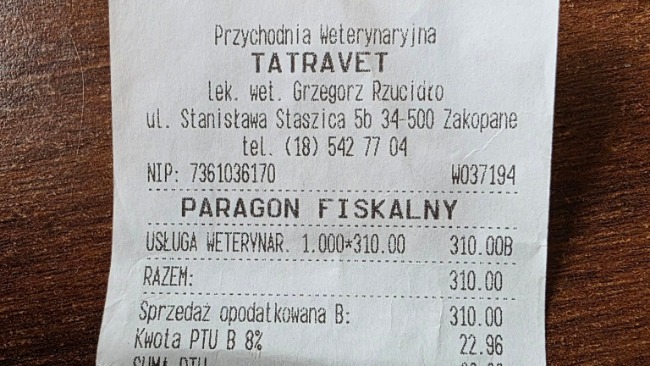 Przychodnia Weterynaryjna
TATRAVET
lek. wet. Grzegorz Rzucidło
ul. Stanisława Staszica 5b 34-500 Zakopane
tel. (18) 542 77 04
NIP: 7361036170 W037194
PARAGON FISKALNY
USŁUGA WETERYNAR. 1.000*310.00 310.00B
RAZEM: 310.00
Sprzedaż opodatkowana B: 310.00
Kwota PTU B 8% 22.96
SUMA PTU